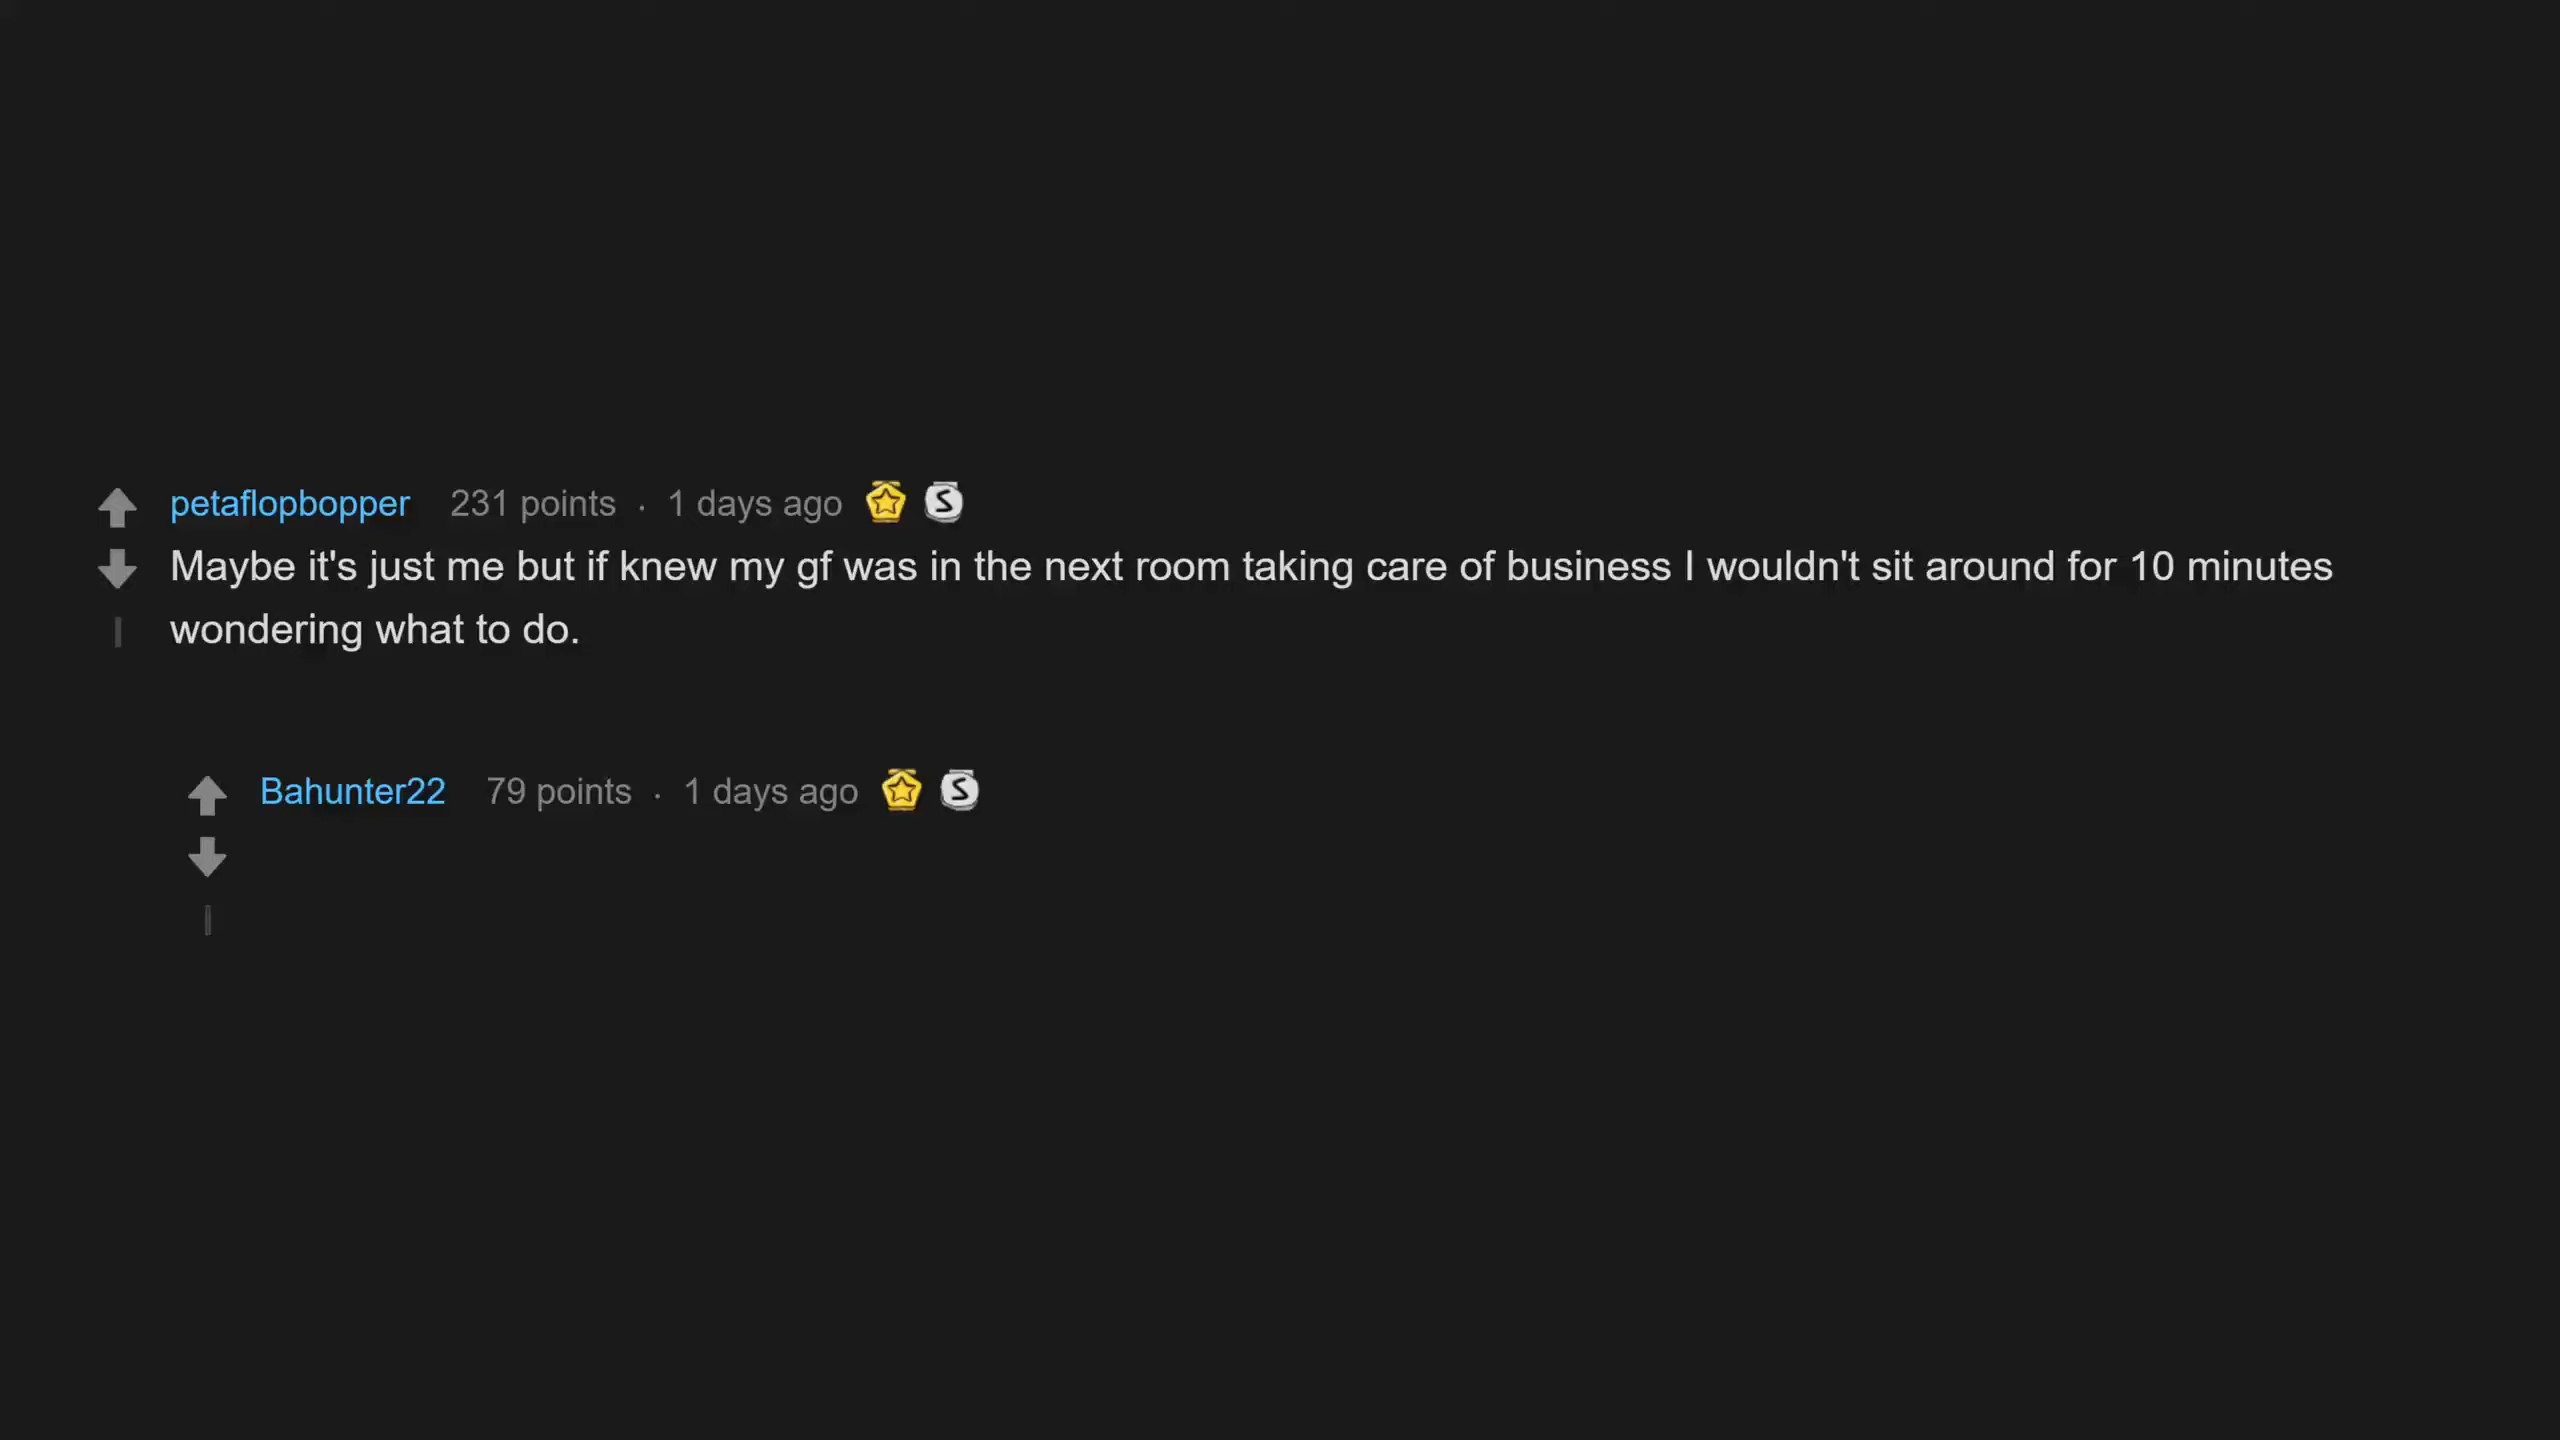 petaflopbopper 231 points · 1 days ago
Maybe it's just me but if knew my gf was in the next room taking care of business I wouldn't sit around for 10 minutes
wondering what to do.
Bahunter22 79 points · 1 days ago